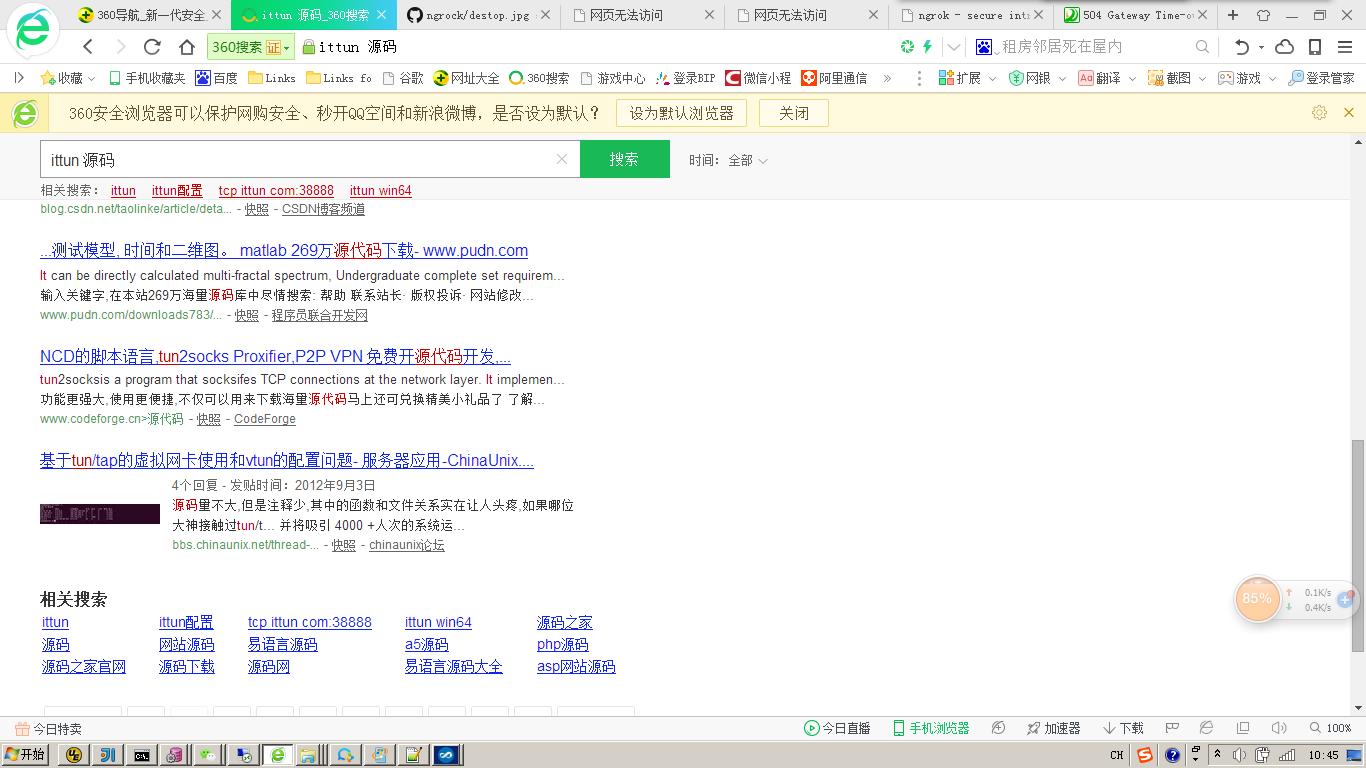 360导航_新一代安全
ittun 源码_360搜索
ngrock/destop.jpg
网页无法访问
网页无法访问
ngrok - secure int
504 Gateway Time-o
360搜索 证 ittun 源码
租房邻居死在屋内
收藏 手机收藏夹 百度 Links Links fo 谷歌 网址大全 360搜索 游戏中心 登录BIP 微信小程 阿里通信 » 扩展 网银 Aa 翻译 截图 游戏 登录管家
360安全浏览器可以保护网购安全、秒开QQ空间和新浪微博，是否设为默认？ 设为默认浏览器 关闭
ittun 源码 搜索 时间： 全部
相关搜索： ittun ittun配置 tcp ittun com:38888 ittun win64
blog.csdn.net/taolinke/article/deta... - 快照 - CSDN博客频道
...测试模型, 时间和二维图。 matlab 269万源代码下载- www.pudn.com
It can be directly calculated multi-fractal spectrum, Undergraduate complete set requirem...
输入关键字,在本站269万海量源码库中尽情搜索: 帮助 联系站长· 版权投诉· 网站修改...
www.pudn.com/downloads783/... - 快照 - 程序员联合开发网
NCD的脚本语言,tun2socks Proxifier,P2P VPN 免费开源代码开发,...
tun2socksis a program that socksifes TCP connections at the network layer. It implemen...
功能更强大,使用更便捷,不仅可以用来下载海量源代码马上还可兑换精美小礼品了 了解...
www.codeforge.cn>源代码 - 快照 - CodeForge
基于tun/tap的虚拟网卡使用和vtun的配置问题- 服务器应用-ChinaUnix....
4个回复 - 发贴时间：2012年9月3日
源码量不大,但是注释少,其中的函数和文件关系实在让人头疼,如果哪位
大神接触过tun/t... 并将吸引 4000 +人次的系统运...
bbs.chinaunix.net/thread-... - 快照 - chinaunix论坛
相关搜索
ittun ittun配置 tcp ittun com:38888 ittun win64 源码之家
源码 网站源码 易语言源码 a5源码 php源码
源码之家官网 源码下载 源码网 易语言源码大全 asp网站源码
85% 0.1K/s
0.4K/s
今日特卖 今日直播 手机浏览器 加速器 下载 100%
开始 CH 10:45